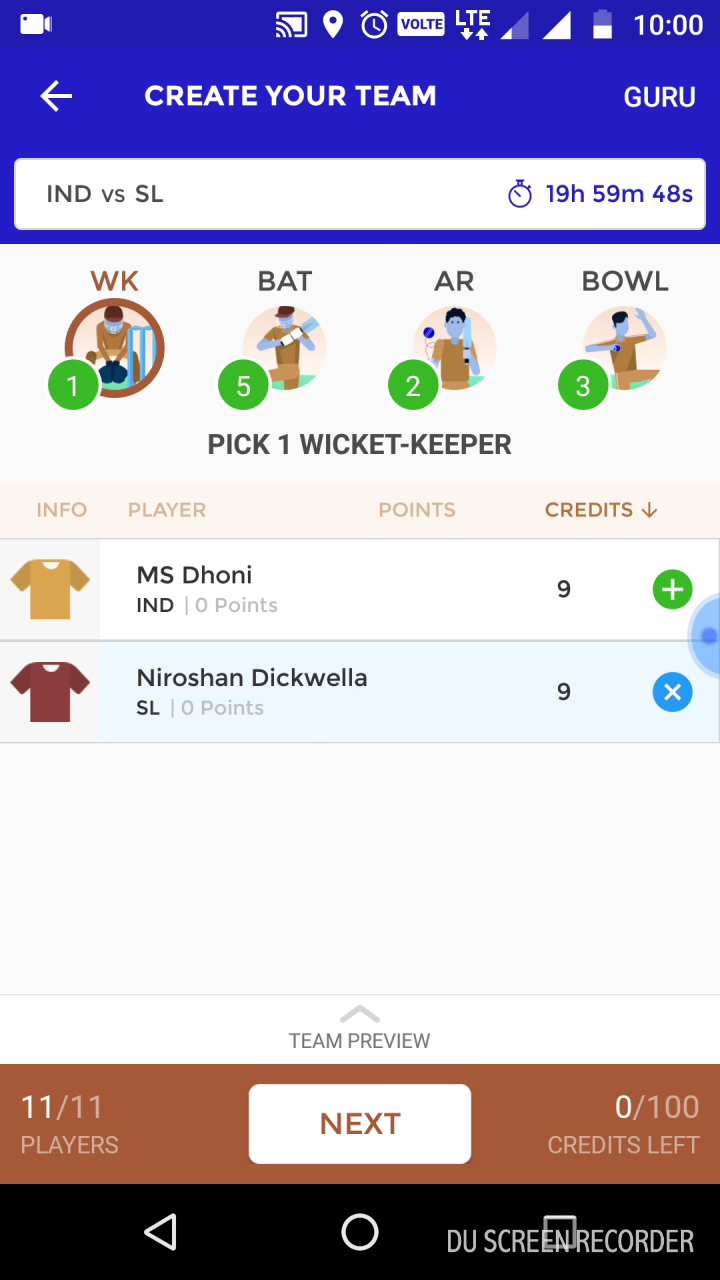 VOLTE LTE 10:00
CREATE YOUR TEAM GURU
IND vs SL 19h 59m 48s
WK BAT AR BOWL
1 5 2 3
PICK 1 WICKET-KEEPER
INFO PLAYER POINTS CREDITS ↓
MS Dhoni
IND | 0 Points 9
Niroshan Dickwella
SL | 0 Points 9
TEAM PREVIEW
11/11 NEXT 0/100
PLAYERS CREDITS LEFT
DU SCREEN RECORDER